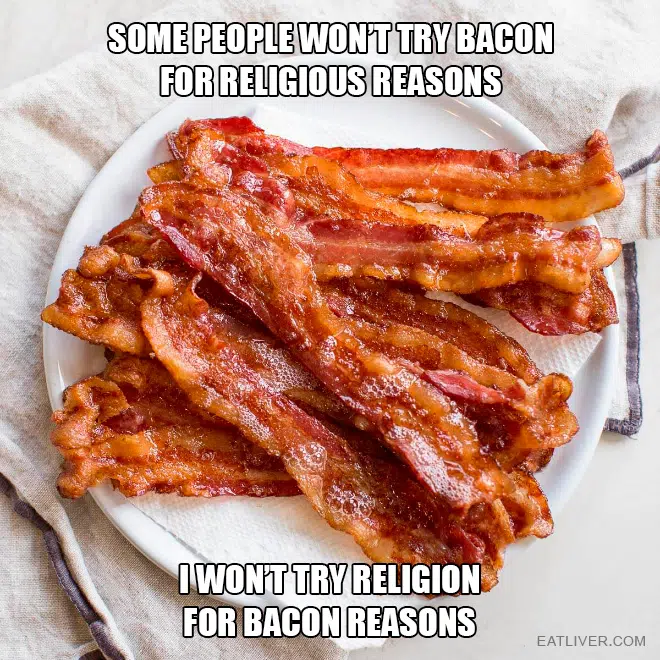 SOME PEOPLE WON'T TRY BACON
FOR RELIGIOUS REASONS
I WON'T TRY RELIGION
FOR BACON REASONS
EATLIVER.COM